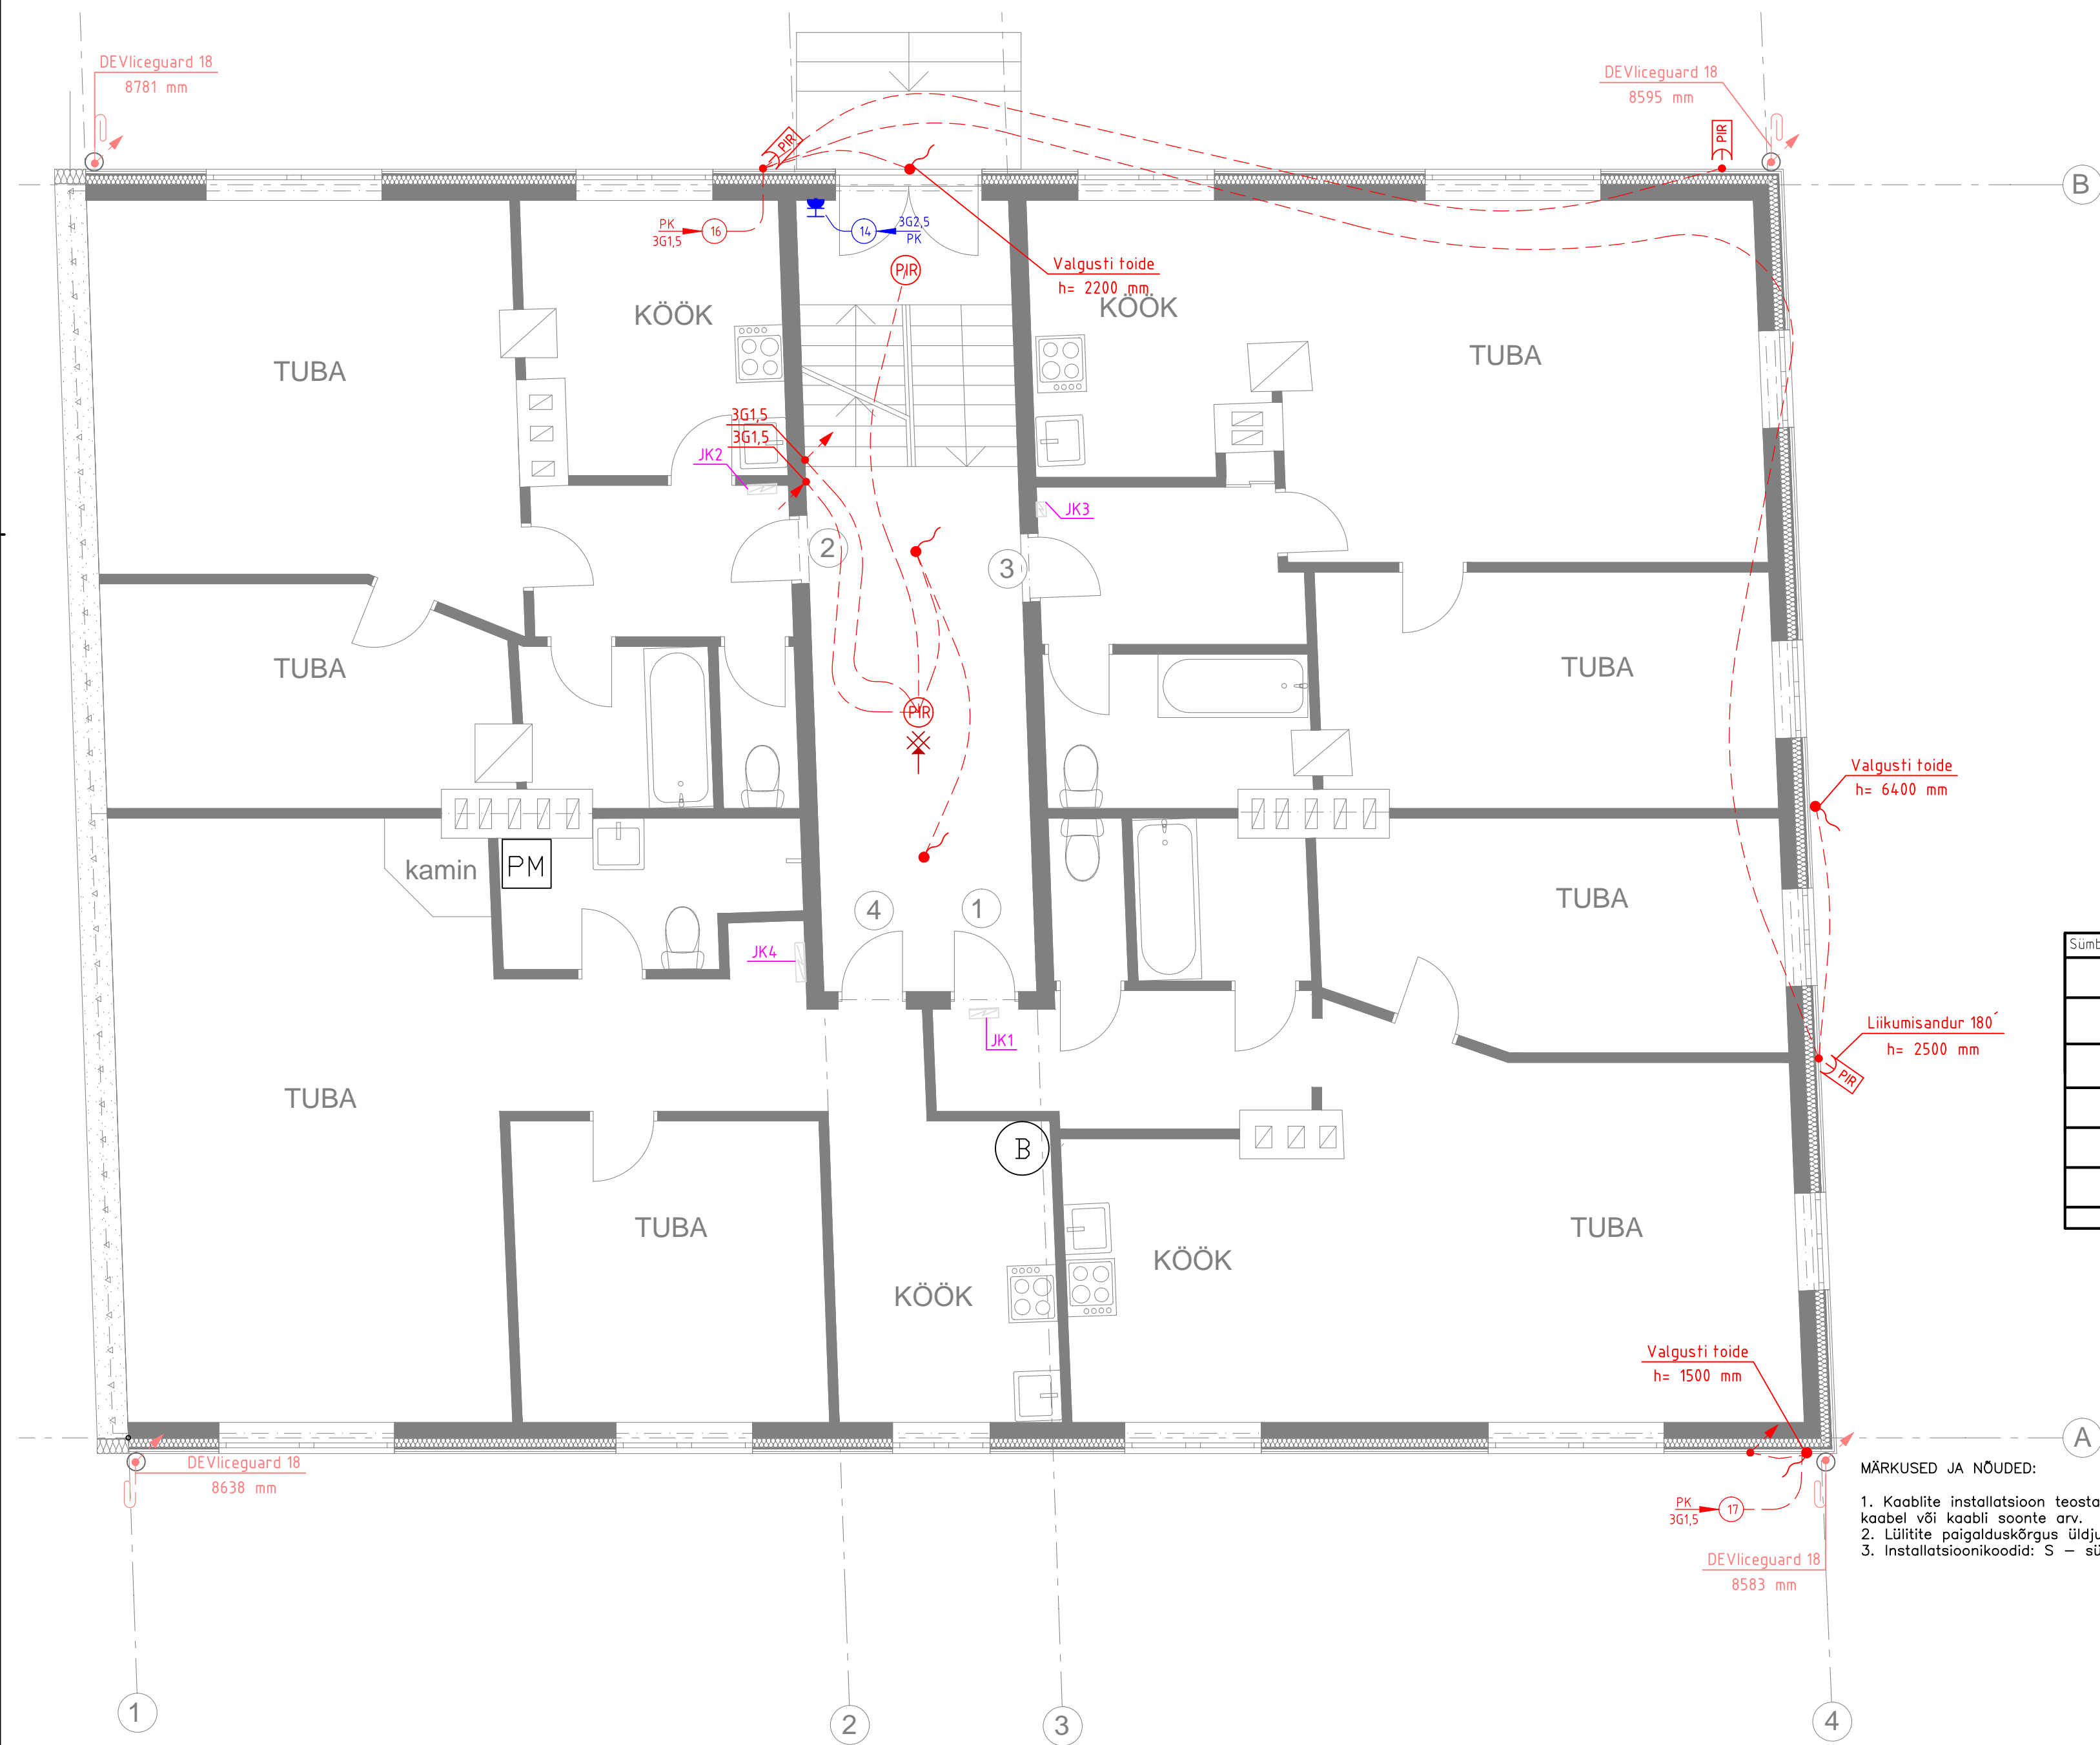 DEVIiceguard 18
8781 mm
DEVIiceguard 18
8595 mm
PIR
PIR
B
PK
3G1,5
16
14
3G2,5
PK
PIR
Valgusti toide
h= 2200 mm
KÖÖK
KÖÖK
TUBA
TUBA
3G1,5
3G1,5
JK2
JK3
2
3
TUBA
TUBA
PIR
Valgusti toide
h= 6400 mm
kamin
PM
4
1
TUBA
JK4
Sümb
Liikumisandur 180´
h= 2500 mm
PIR
JK1
TUBA
B
TUBA
TUBA
KÖÖK
KÖÖK
Valgusti toide
h= 1500 mm
A
DEVIiceguard 18
8638 mm
MÄRKUSED JA NÕUDED:
1. Kaablite installatsioon teosta
kaabel või kaabli soonte arv.
2. Lülitite paigalduskõrgus üldju
3. Installatsioonikoodid: S – sü
PK
3G1,5
17
DEVIiceguard 18
8583 mm
1
2
3
4